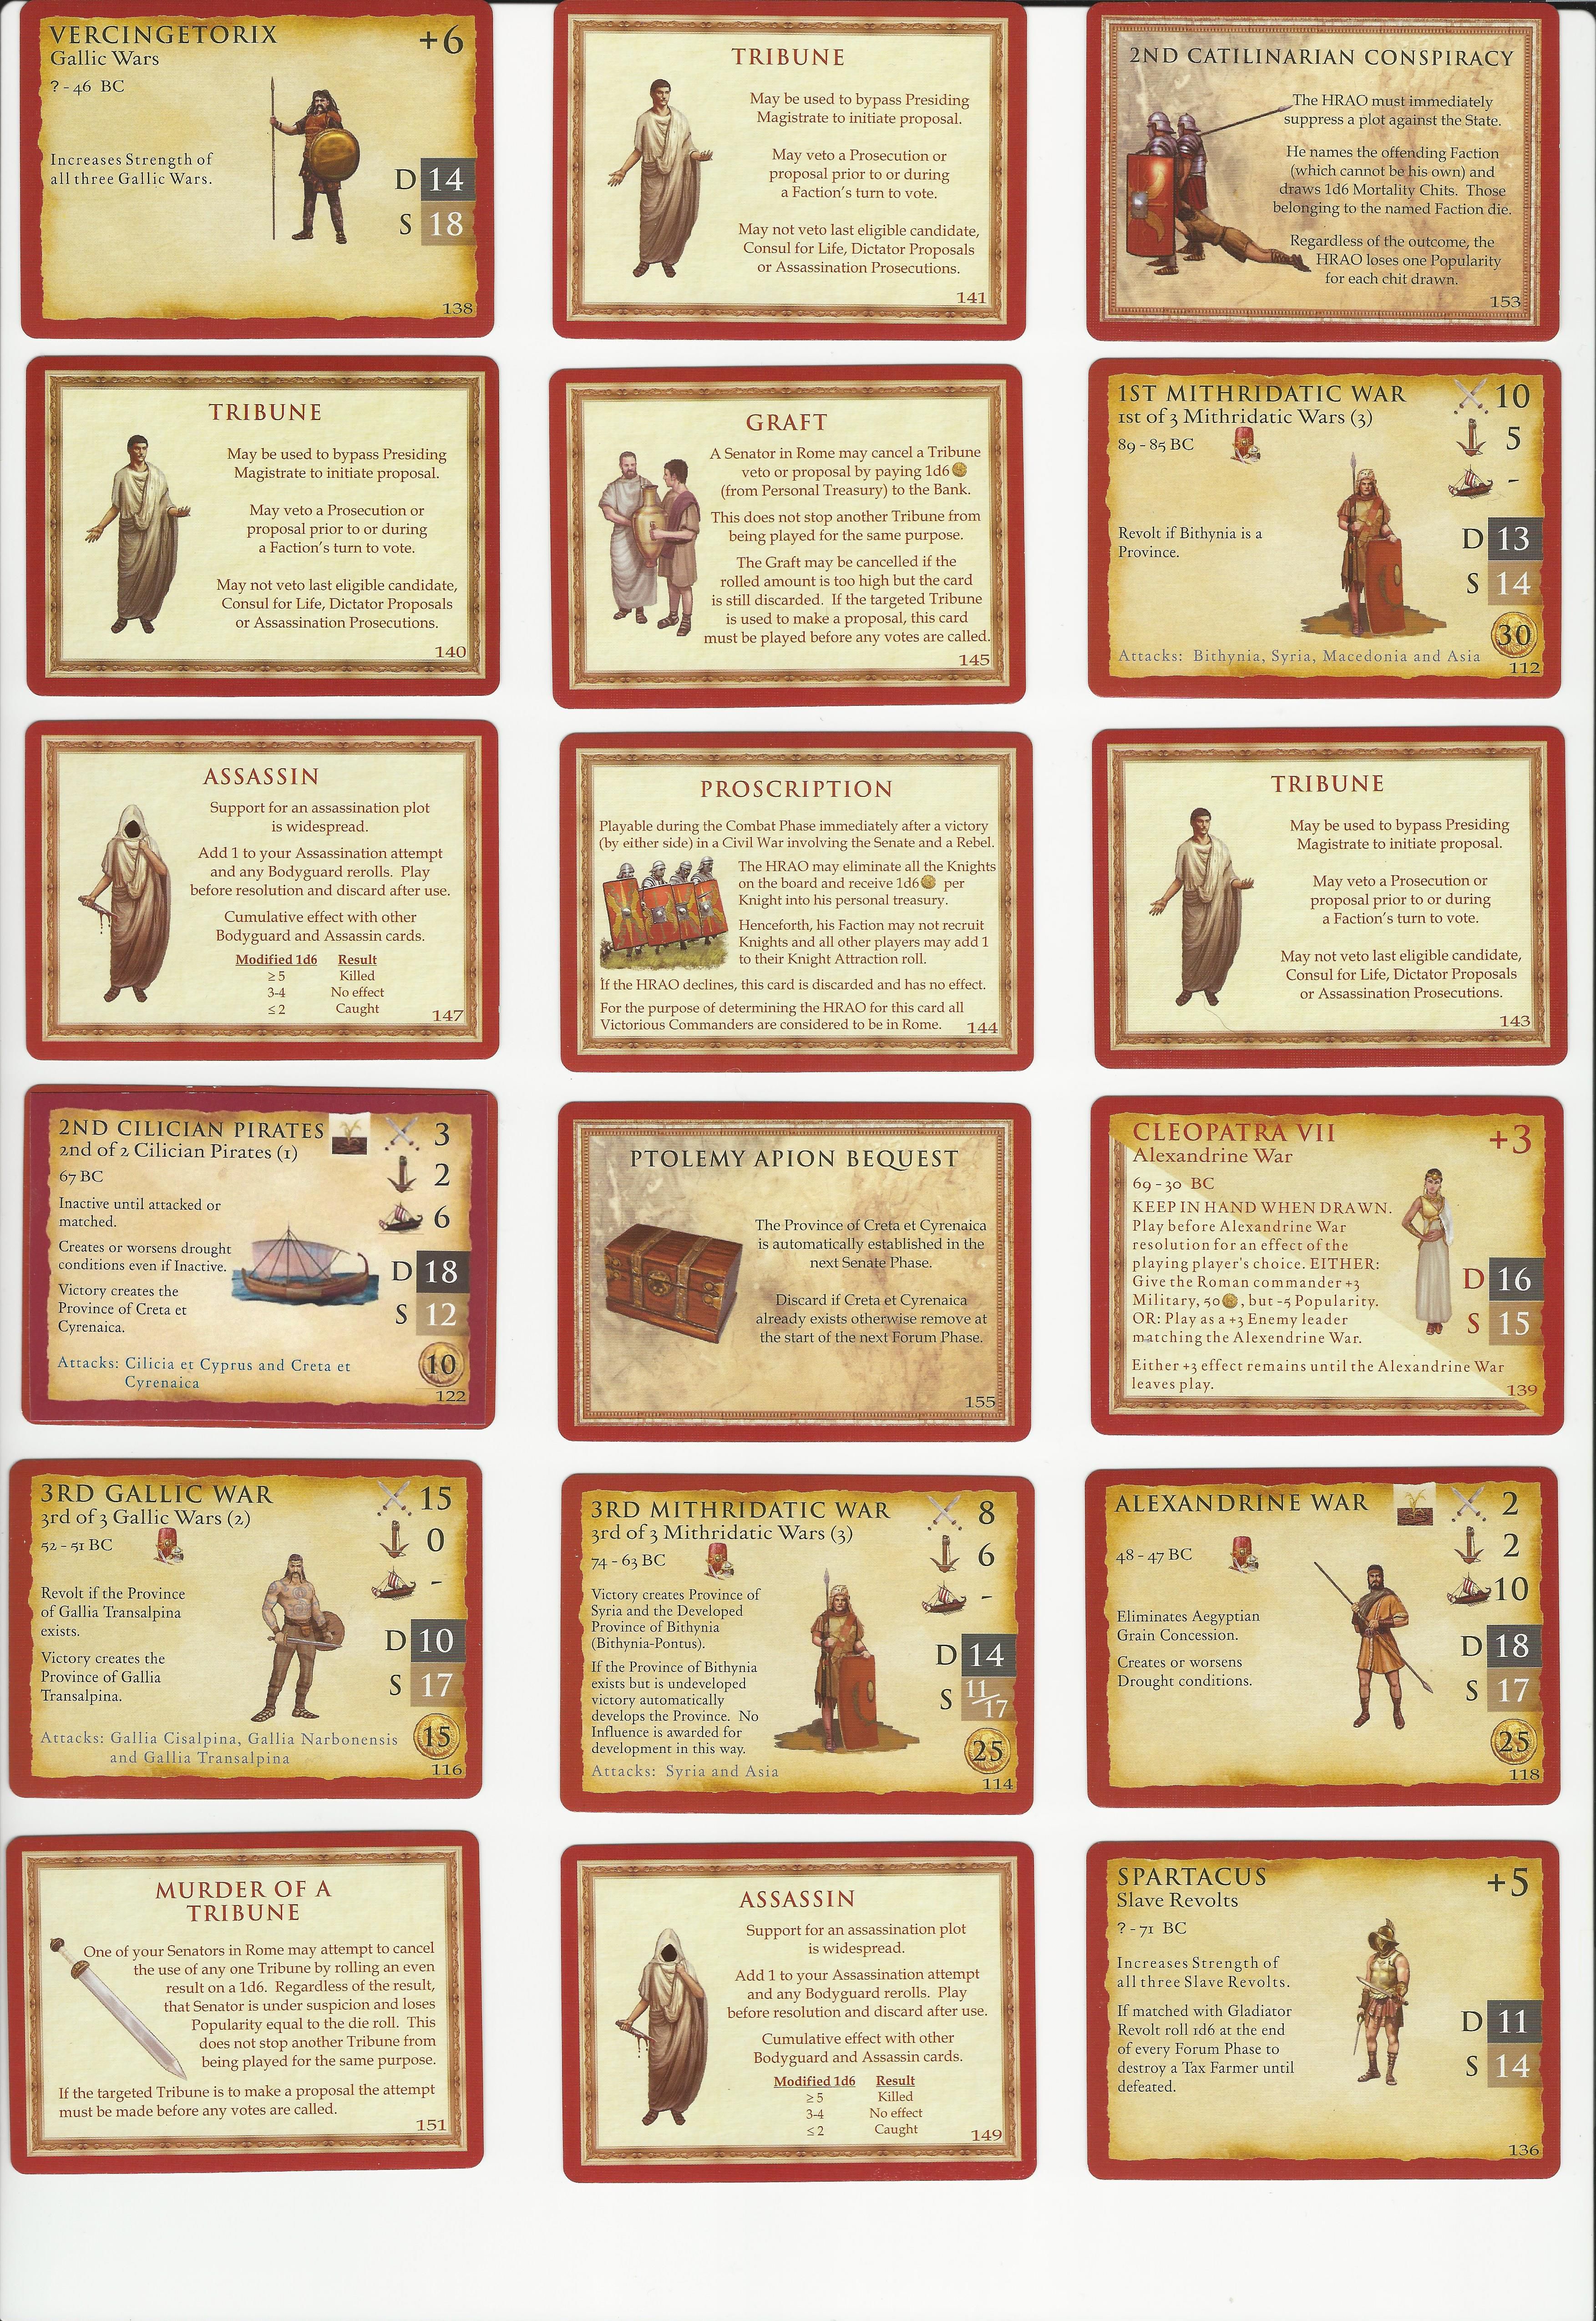 VERCINGETORIX
+6
Gallic Wars
? - 46 BC
Increases Strength of
all three Gallic Wars.
D 14
S 18
138
TRIBUNE
May be used to bypass Presiding
Magistrate to initiate proposal.
May veto a Prosecution or
proposal prior to or during
a Faction's turn to vote.
May not veto last eligible candidate,
Consul for Life, Dictator Proposals
or Assassination Prosecutions.
141
2ND CATILINARIAN CONSPIRACY
The HRAO must immediately
suppress a plot against the State.
He names the offending Faction
(which cannot be his own) and
draws 1d6 Mortality Chits. Those
belonging to the named Faction die.
Regardless of the outcome, the
HRAO loses one Popularity
for each chit drawn.
153
TRIBUNE
May be used to bypass Presiding
Magistrate to initiate proposal.
May veto a Prosecution or
proposal prior to or during
a Faction's turn to vote.
May not veto last eligible candidate,
Consul for Life, Dictator Proposals
or Assassination Prosecutions.
140
GRAFT
A Senator in Rome may cancel a Tribune
veto or proposal by paying 1d6
(from Personal Treasury) to the Bank.
This does not stop another Tribune from
being played for the same purpose.
The Graft may be cancelled if the
rolled amount is too high but the card
is still discarded. If the targeted Tribune
is used to make a proposal, this card
must be played before any votes are called.
145
1ST MITHRIDATIC WAR
10
1st of 3 Mithridatic Wars (3)
89 - 85 BC
5
-
Revolt if Bithynia is a
Province.
D 13
S 14
30
Attacks: Bithynia, Syria, Macedonia and Asia
112
ASSASSIN
Support for an assassination plot
is widespread.
Add 1 to your Assassination attempt
and any Bodyguard rerolls. Play
before resolution and discard after use.
Cumulative effect with other
Bodyguard and Assassin cards.
Modified 1d6 Result
≥ 5 Killed
3-4 No effect
≤ 2 Caught
147
PROSCRIPTION
Playable during the Combat Phase immediately after a victory
(by either side) in a Civil War involving the Senate and a Rebel.
The HRAO may eliminate all the Knights
on the board and receive 1d6 per
Knight into his personal treasury.
Henceforth, his Faction may not recruit
Knights and all other players may add 1
to their Knight Attraction roll.
If the HRAO declines, this card is discarded and has no effect.
For the purpose of determining the HRAO for this card all
Victorious Commanders are considered to be in Rome.
144
TRIBUNE
May be used to bypass Presiding
Magistrate to initiate proposal.
May veto a Prosecution or
proposal prior to or during
a Faction's turn to vote.
May not veto last eligible candidate,
Consul for Life, Dictator Proposals
or Assassination Prosecutions.
143
2ND CILICIAN PIRATES
3
2nd of 2 Cilician Pirates (1)
67 BC
2
Inactive until attacked or
matched.
6
Creates or worsens drought
conditions even if Inactive.
D 18
Victory creates the
Province of Creta et
Cyrenaica.
S 12
Attacks: Cilicia et Cyprus and Creta et
Cyrenaica
10
122
PTOLEMY APION BEQUEST
The Province of Creta et Cyrenaica
is automatically established in the
next Senate Phase.
Discard if Creta et Cyrenaica
already exists otherwise remove at
the start of the next Forum Phase.
155
CLEOPATRA VII
+3
Alexandrine War
69 - 30 BC
KEEP IN HAND WHEN DRAWN.
Play before Alexandrine War
resolution for an effect of the
playing player's choice. EITHER:
Give the Roman commander +3
Military, 50 , but -5 Popularity.
OR: Play as a +3 Enemy leader
matching the Alexendrine War.
D 16
S 15
Either +3 effect remains until the Alexandrine War
leaves play.
139
3RD GALLIC WAR
15
3rd of 3 Gallic Wars (2)
52 - 51 BC
0
-
Revolt if the Province
of Gallia Transalpina
exists.
D 10
Victory creates the
Province of Gallia
Transalpina.
S 17
Attacks: Gallia Cisalpina, Gallia Narbonensis
and Gallia Transalpina
15
116
3RD MITHRIDATIC WAR
8
3rd of 3 Mithridatic Wars (3)
74 - 63 BC
6
-
Victory creates Province of
Syria and the Developed
Province of Bithynia
(Bithynia-Pontus).
D 14
If the Province of Bithynia
exists but is undeveloped
victory automatically
develops the Province. No
Influence is awarded for
development in this way.
S 11/17
25
Attacks: Syria and Asia
114
ALEXANDRINE WAR
2
48 - 47 BC
2
10
Eliminates Aegyptian
Grain Concession.
D 18
Creates or worsens
Drought conditions.
S 17
25
118
MURDER OF A
TRIBUNE
One of your Senators in Rome may attempt to cancel
the use of any one Tribune by rolling an even
result on a 1d6. Regardless of the result,
that Senator is under suspicion and loses
Popularity equal to the die roll. This
does not stop another Tribune from
being played for the same purpose.
If the targeted Tribune is to make a proposal the attempt
must be made before any votes are called.
151
ASSASSIN
Support for an assassination plot
is widespread.
Add 1 to your Assassination attempt
and any Bodyguard rerolls. Play
before resolution and discard after use.
Cumulative effect with other
Bodyguard and Assassin cards.
Modified 1d6 Result
≥ 5 Killed
3-4 No effect
≤ 2 Caught
149
SPARTACUS
+5
Slave Revolts
? - 71 BC
Increases Strength of
all three Slave Revolts.
If matched with Gladiator
Revolt roll 1d6 at the end
of every Forum Phase to
destroy a Tax Farmer until
defeated.
D 11
S 14
136